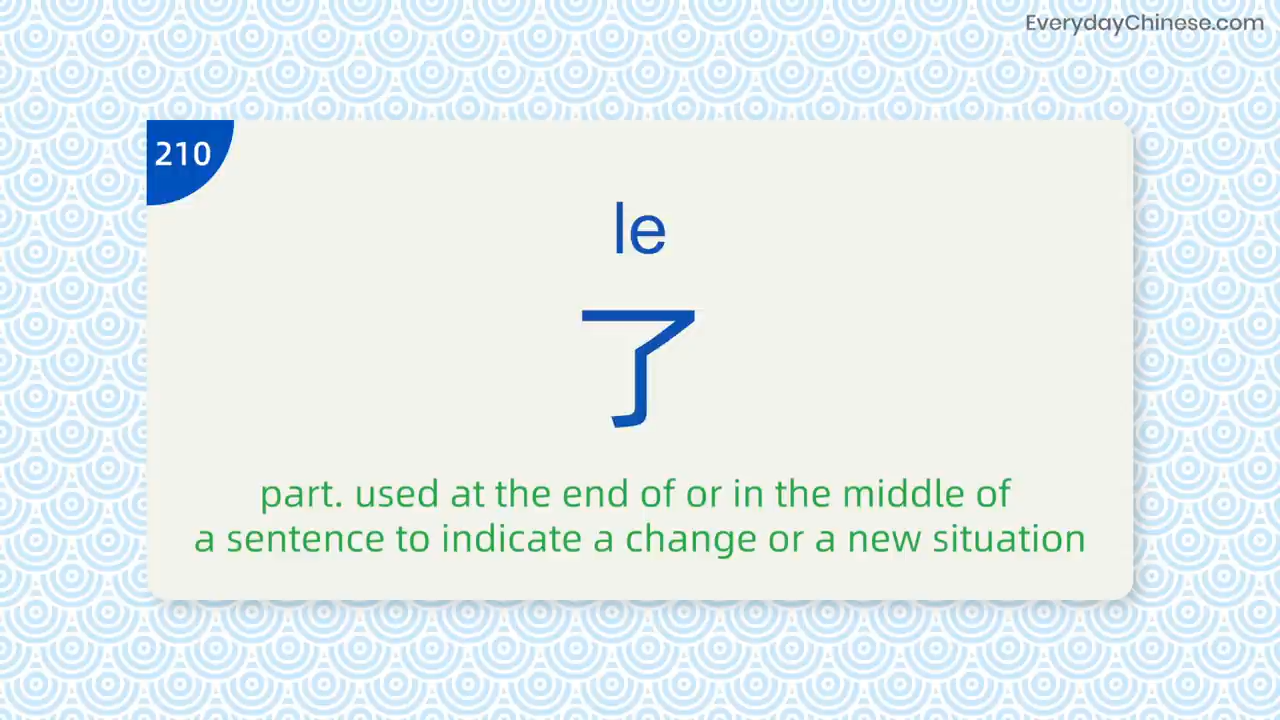 EverydayChinese.com
210
le
了
part. used at the end of or in the middle of
a sentence to indicate a change or a new situation